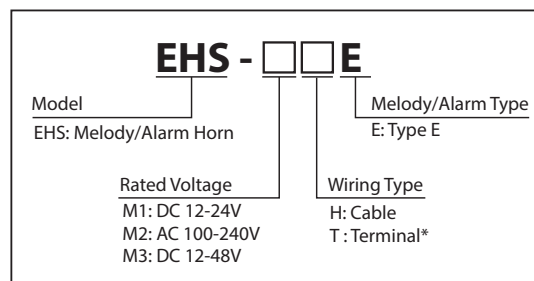 EHS - □□E
Model
EHS: Melody/Alarm Horn
Melody/Alarm Type
E: Type E
Rated Voltage
M1: DC 12-24V
M2: AC 100-240V
M3: DC 12-48V
Wiring Type
H: Cable
T : Terminal*